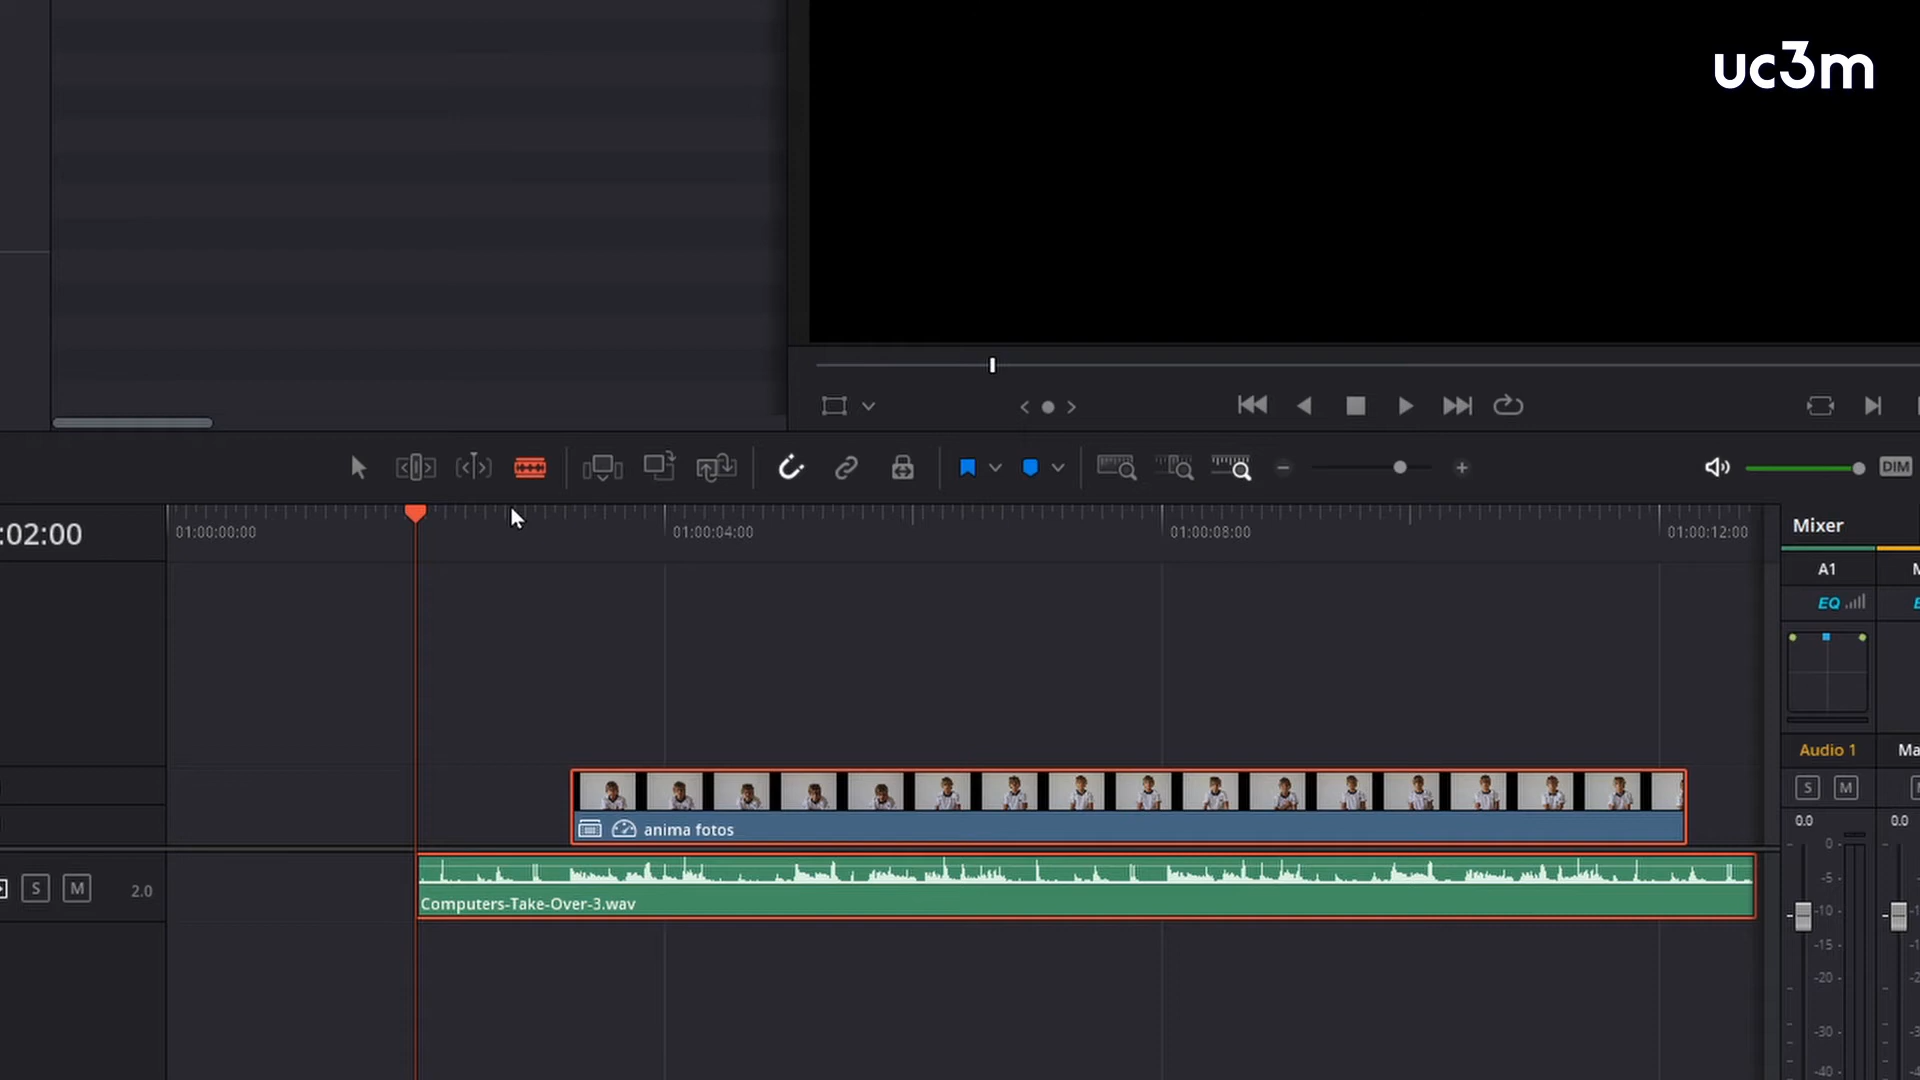 uc3m
DIM
:02:00
01:00:00:00
01:00:04:00
01:00:08:00
01:00:12:00
Mixer
A1
EQ
anima fotos
Audio 1
Ma
S M
0.0
0.0
0
-5
-10
-15
-20
-30
-40
S M 2.0
Computers-Take-Over-3.wav